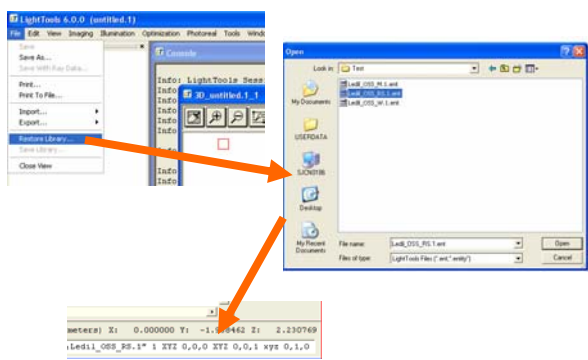 LightTools 6.0.0 (untitled.1)
File Edit View Imaging Illumination Optimization Photoreal Tools Windo
Save
Save As...
Save With Ray Data...
Print...
Print To File...
Import...
Export...
Restore Library...
Save Library...
Close View
Console
Info: LightTools Sess
Info
3D_untitled.1_1
Info
Info
Info
Info
Info
Info
Info
Open
Look in:
Test
My Documents
USERDATA
SJCN0186
Desktop
My Recent Documents
Ledil_OSS_M.1.ent
Ledil_OSS_RS.1.ent
Ledil_OSS_W.1.ent
File name:
Ledil_OSS_RS.1.ent
Open
Files of type:
LightTools Files (*.ent;*.entity*)
Cancel
meters) X: 0.000000 Y: Z: 2.230769
Ledil_OSS_RS.1" 1 XYZ 0,0,0 XYZ 0,0,1 xyz 0,1,0